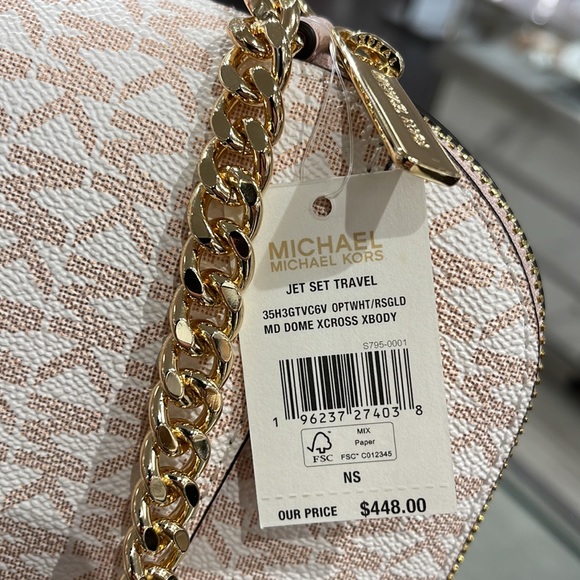 MICHAEL
MICHAEL KORS
JET SET TRAVEL
35H3GTVC6V OPTWHT/RSGLD
MD DOME XCROSS XBODY
S795-0001
1 96237 27403 8
FSC
MIX
Paper
FSC™ C012345
NS
OUR PRICE $448.00